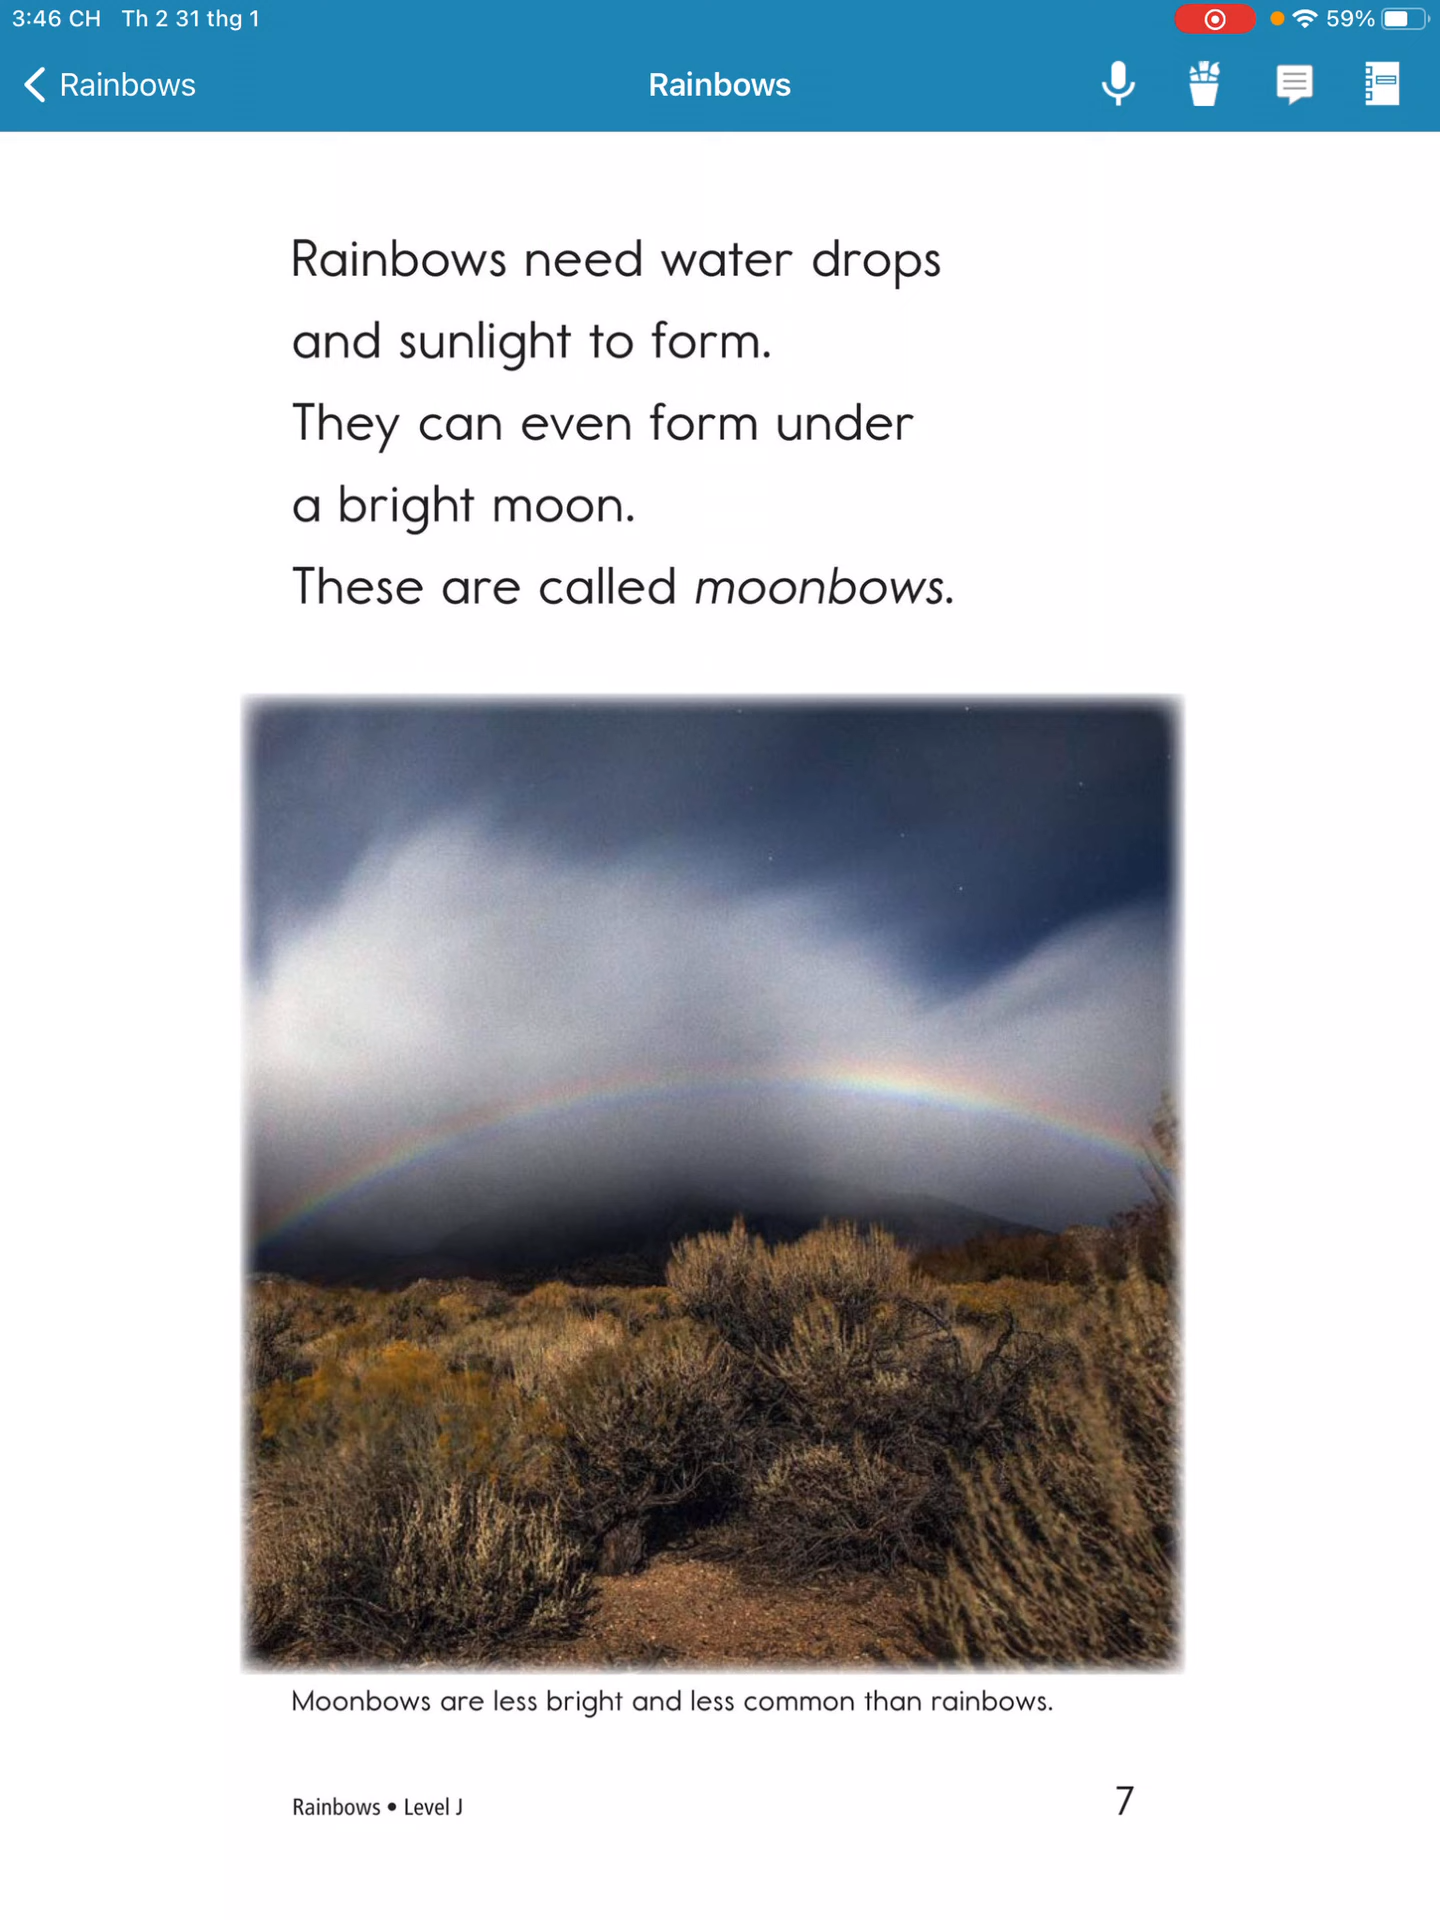 3:46 CH Th 2 31 thg 1 59%
Rainbows Rainbows
Rainbows need water drops
and sunlight to form.
They can even form under
a bright moon.
These are called moonbows.
Moonbows are less bright and less common than rainbows.
Rainbows • Level J 7